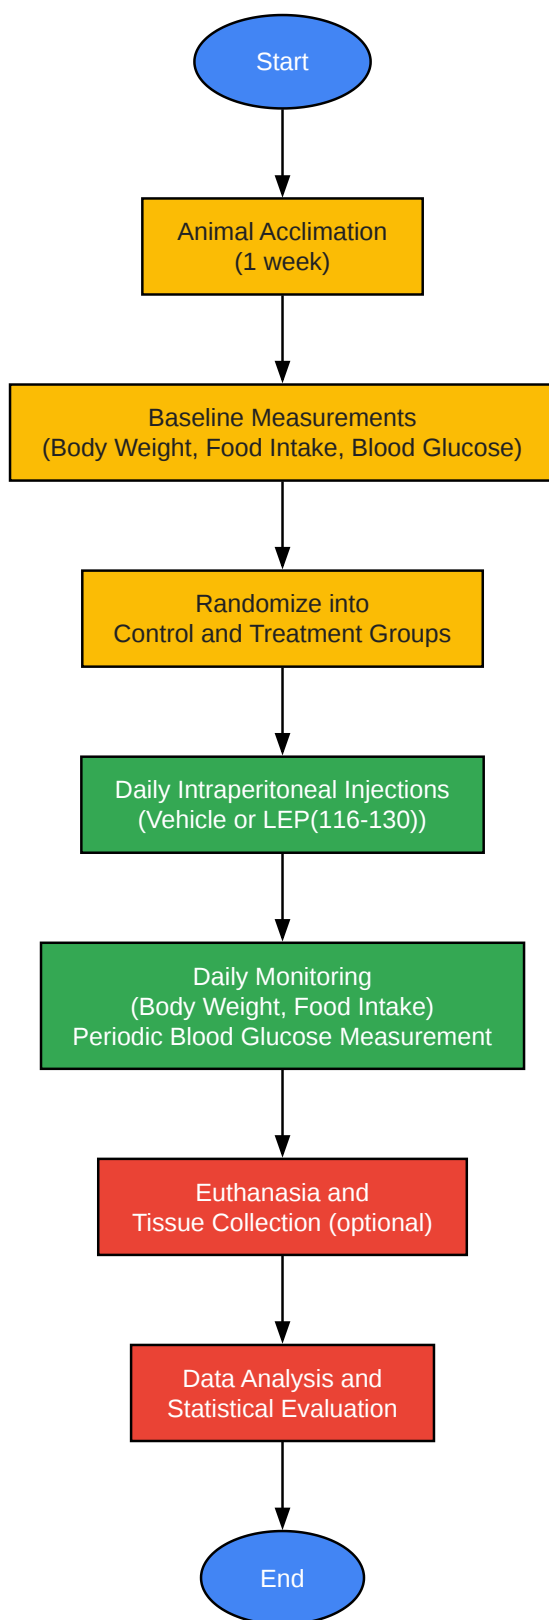 Start
Animal Acclimation
(1 week)
Baseline Measurements
(Body Weight, Food Intake, Blood Glucose)
Randomize into
Control and Treatment Groups
Daily Intraperitoneal Injections
(Vehicle or LEP(116-130))
Daily Monitoring
(Body Weight, Food Intake)
Periodic Blood Glucose Measurement
Euthanasia and
Tissue Collection (optional)
Data Analysis and
Statistical Evaluation
End